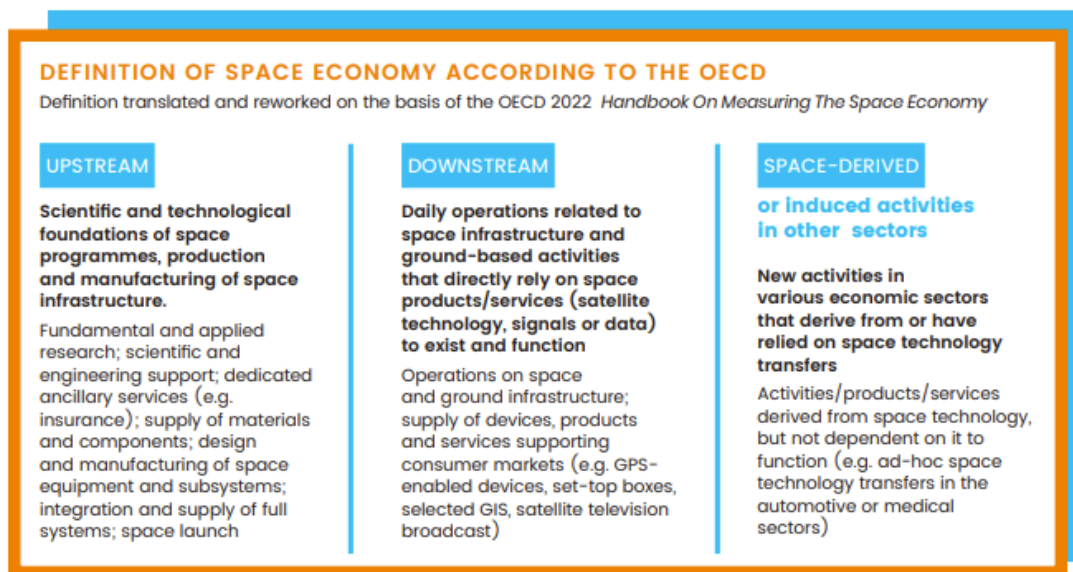 DEFINITION OF SPACE ECONOMY ACCORDING TO THE OECD
Definition translated and reworked on the basis of the OECD 2022 Handbook On Measuring The Space Economy
UPSTREAM
Scientific and technological
foundations of space
programmes, production
and manufacturing of space
infrastructure.
Fundamental and applied
research; scientific and
engineering support; dedicated
ancillary services (e.g.
insurance); supply of materials
and components; design
and manufacturing of space
equipment and subsystems;
integration and supply of full
systems; space launch
DOWNSTREAM
Daily operations related to
space infrastructure and
ground-based activities
that directly rely on space
products/services (satellite
technology, signals or data)
to exist and function
Operations on space
and ground infrastructure;
supply of devices, products
and services supporting
consumer markets (e.g. GPS-
enabled devices, set-top boxes,
selected GIS, satellite television
broadcast)
SPACE-DERIVED
or induced activities
in other sectors
New activities in
various economic sectors
that derive from or have
relied on space technology
transfers
Activities/products/services
derived from space technology,
but not dependent on it to
function (e.g. ad-hoc space
technology transfers in the
automotive or medical
sectors)